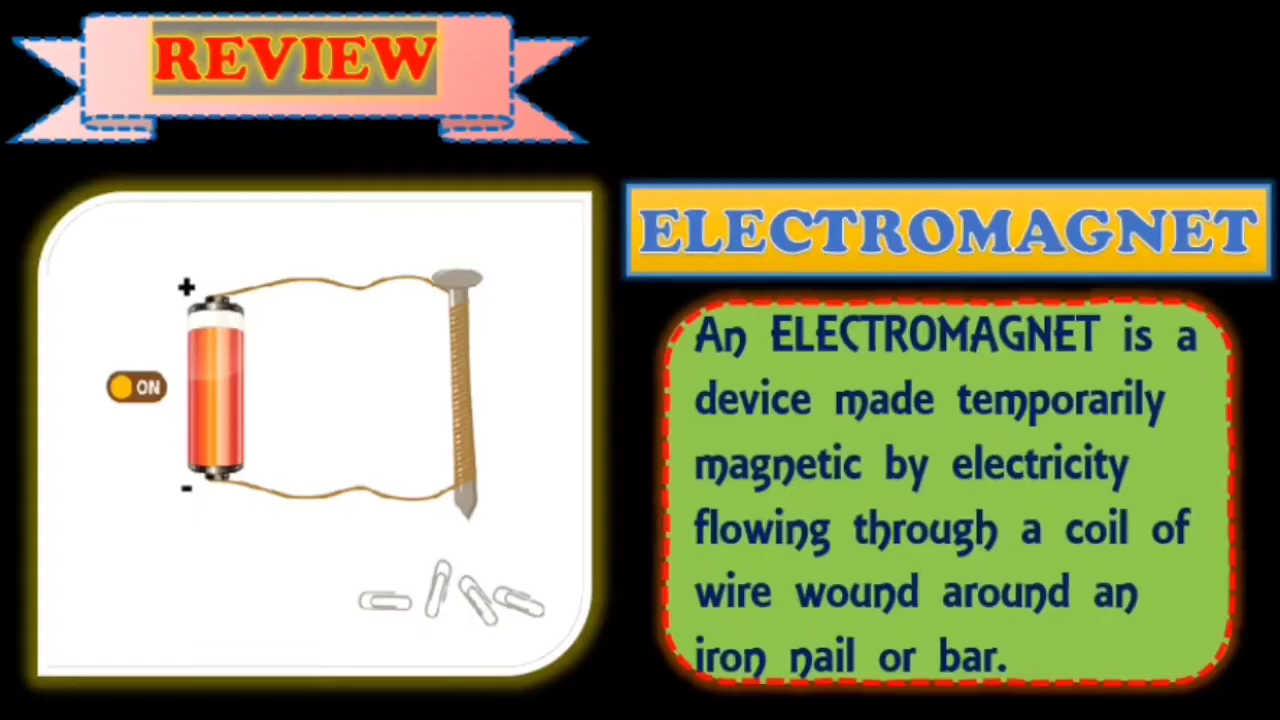 REVIEW
ELECTROMAGNET
+
ON
-
An ELECTROMAGNET is a
device made temporarily
magnetic by electricity
flowing through a coil of
wire wound around an
iron nail or bar.